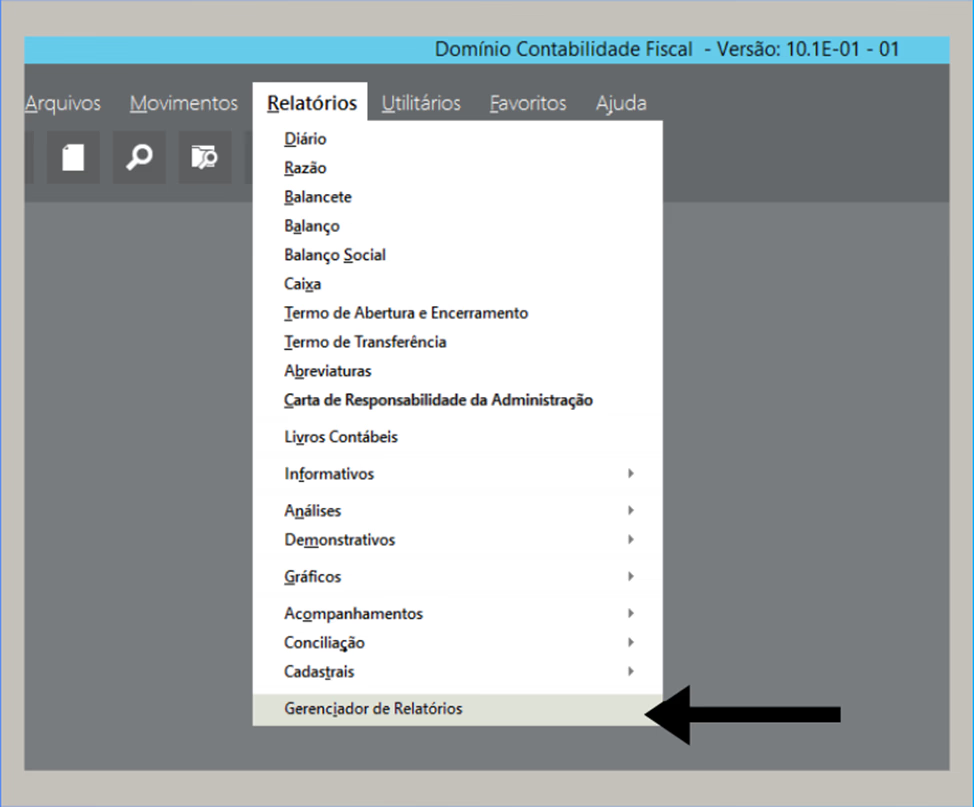 Domínio Contabilidade Fiscal - Versão: 10.1E-01 - 01
Arquivos Movimentos Relatórios Utilitários Favoritos Ajuda
Diário
Razão
Balancete
Balanço
Balanço Social
Caixa
Termo de Abertura e Encerramento
Termo de Transferência
Abreviaturas
Carta de Responsabilidade da Administração
Livros Contábeis
Informativos
Análises
Demonstrativos
Gráficos
Acompanhamentos
Conciliação
Cadastrais
Gerenciador de Relatórios